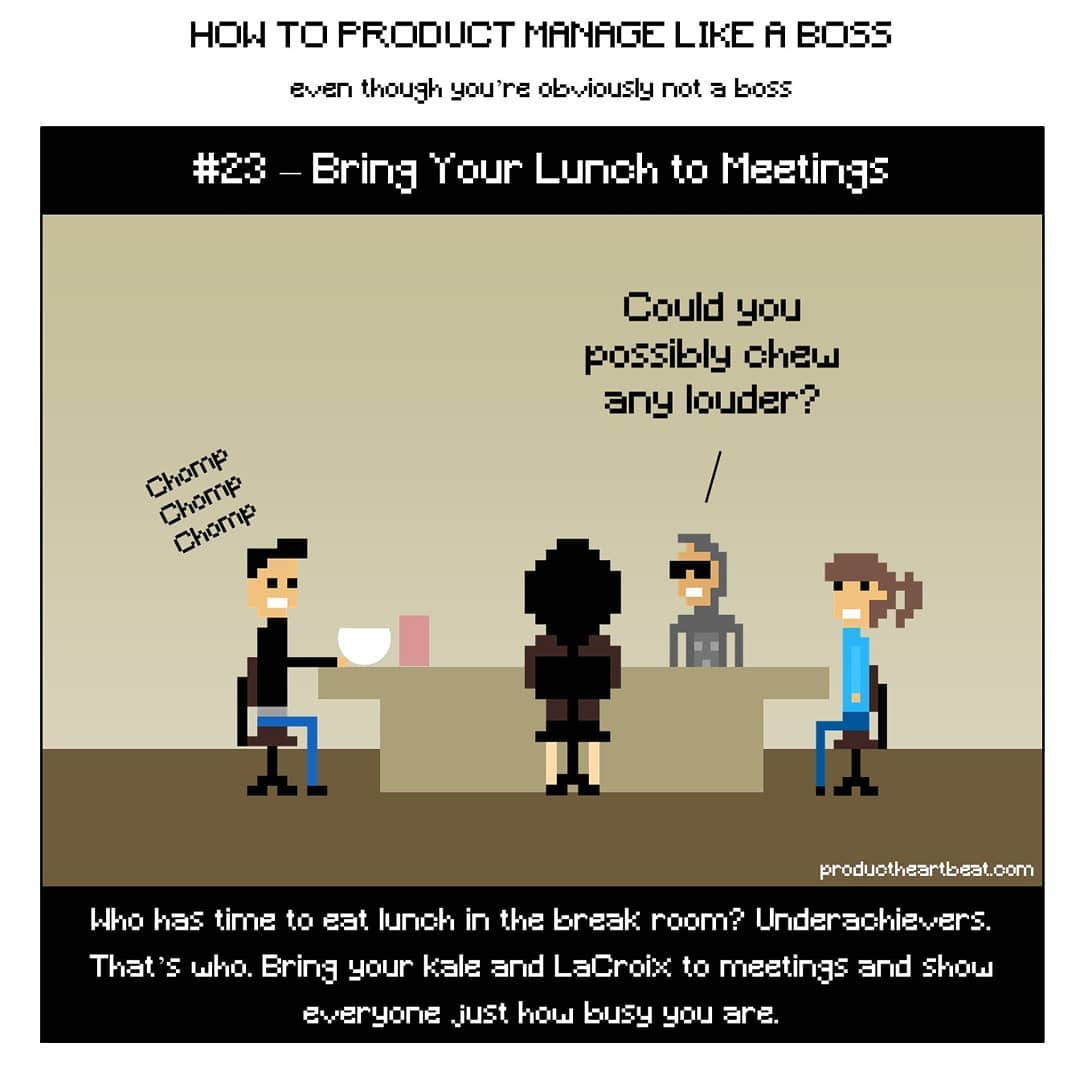 HOW TO PRODUCT MANAGE LIKE A BOSS
even though you're obviously not a boss
#23 – Bring Your Lunch to Meetings
Could you
possibly chew
any louder?
Chomp
Chomp
Chomp
productheartbeat.com
Who has time to eat lunch in the break room? Underachievers.
That's who. Bring your kale and LaCroix to meetings and show
everyone just how busy you are.